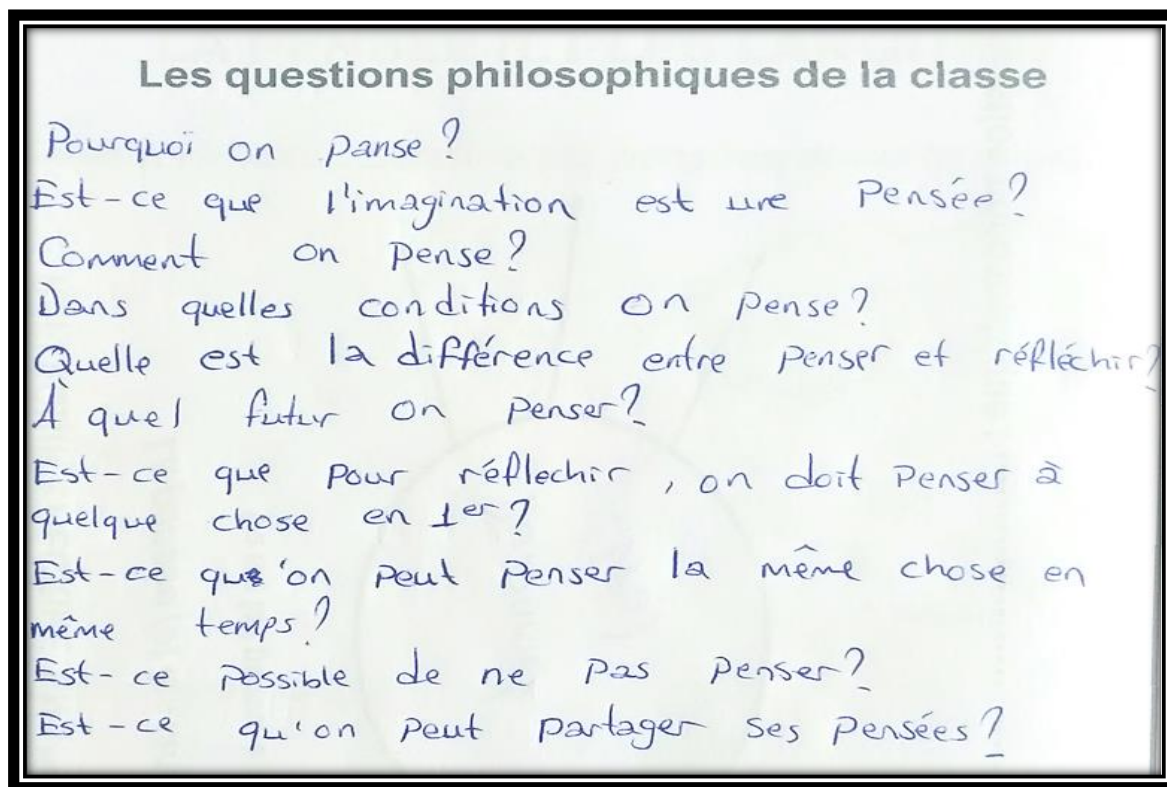 Les questions philosophiques de la classe
Pourquoi on panse ?
Est-ce que l'imagination est une Pensée ?
Comment on pense ?
Dans quelles conditions on pense ?
Quelle est la différence entre penser et réfléchir ?
À quel futur on penser ?
Est-ce que pour réflechir, on doit Penser à
quelque chose en 1er ?
Est-ce qu'on peut penser la même chose en
même temps ?
Est-ce possible de ne pas penser ?
Est-ce qu'on peut partager ses pensées ?